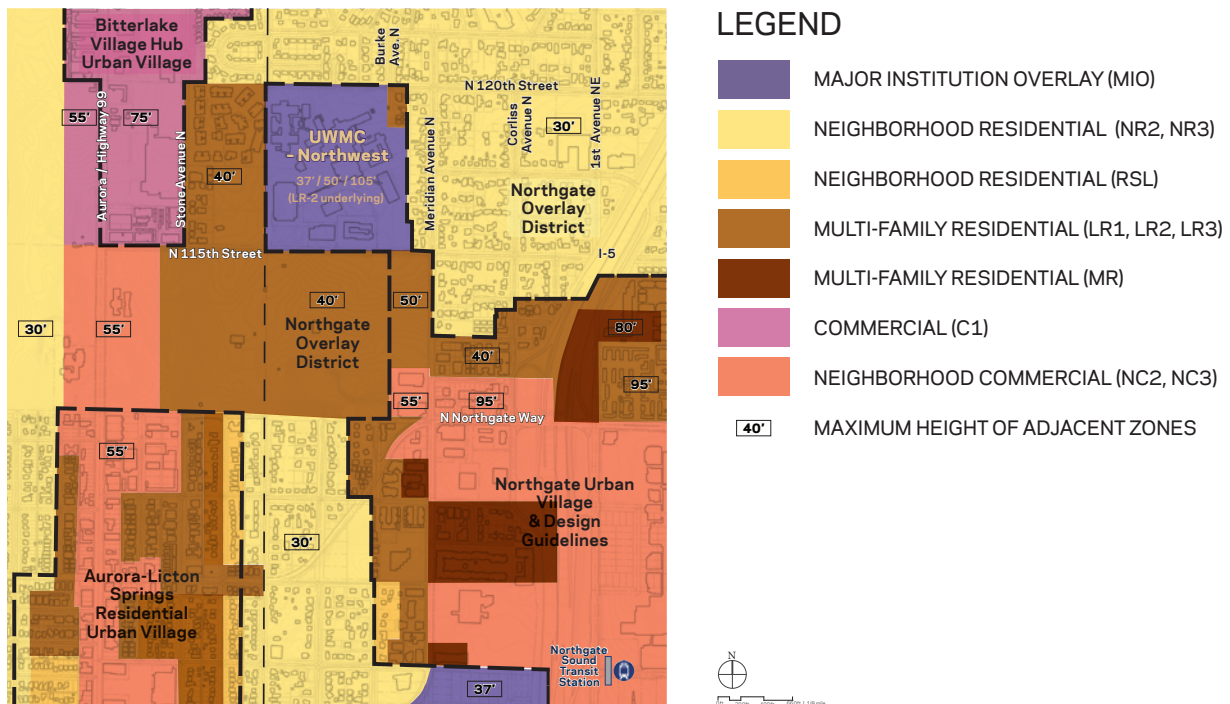 Bitterlake
Village Hub
Urban Village
55'
75'
Aurora / Highway 99
Stone Avenue N
40'
UWMC
- Northwest
37' / 50' / 105'
(LR-2 underlying)
Burke
Ave. N
N 120th Street
Meridian Avenue N
Corliss
Avenue N
30'
1st Avenue NE
Northgate
Overlay
District
N 115th Street
I-5
30'
55'
40'
50'
Northgate
Overlay
District
40'
80'
95'
55'
95'
N Northgate Way
55'
Northgate Urban
Village
& Design
Guidelines
30'
Aurora-Licton
Springs
Residential
Urban Village
Northgate
Sound
Transit
Station
37'
LEGEND
MAJOR INSTITUTION OVERLAY (MIO)
NEIGHBORHOOD RESIDENTIAL (NR2, NR3)
NEIGHBORHOOD RESIDENTIAL (RSL)
MULTI-FAMILY RESIDENTIAL (LR1, LR2, LR3)
MULTI-FAMILY RESIDENTIAL (MR)
COMMERCIAL (C1)
NEIGHBORHOOD COMMERCIAL (NC2, NC3)
40' MAXIMUM HEIGHT OF ADJACENT ZONES
N